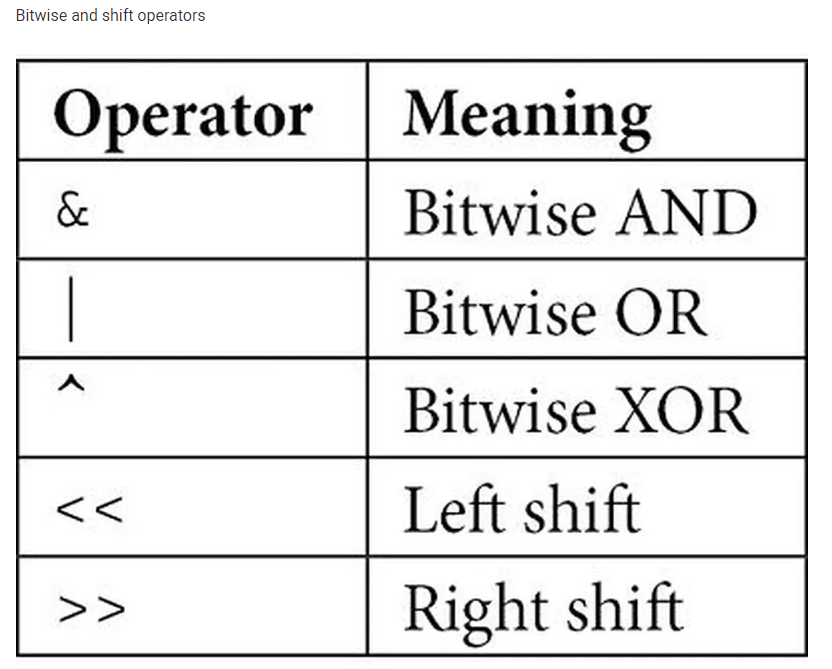 Bitwise and shift operators
Operator Meaning
& Bitwise AND
| Bitwise OR
^ Bitwise XOR
<< Left shift
>> Right shift